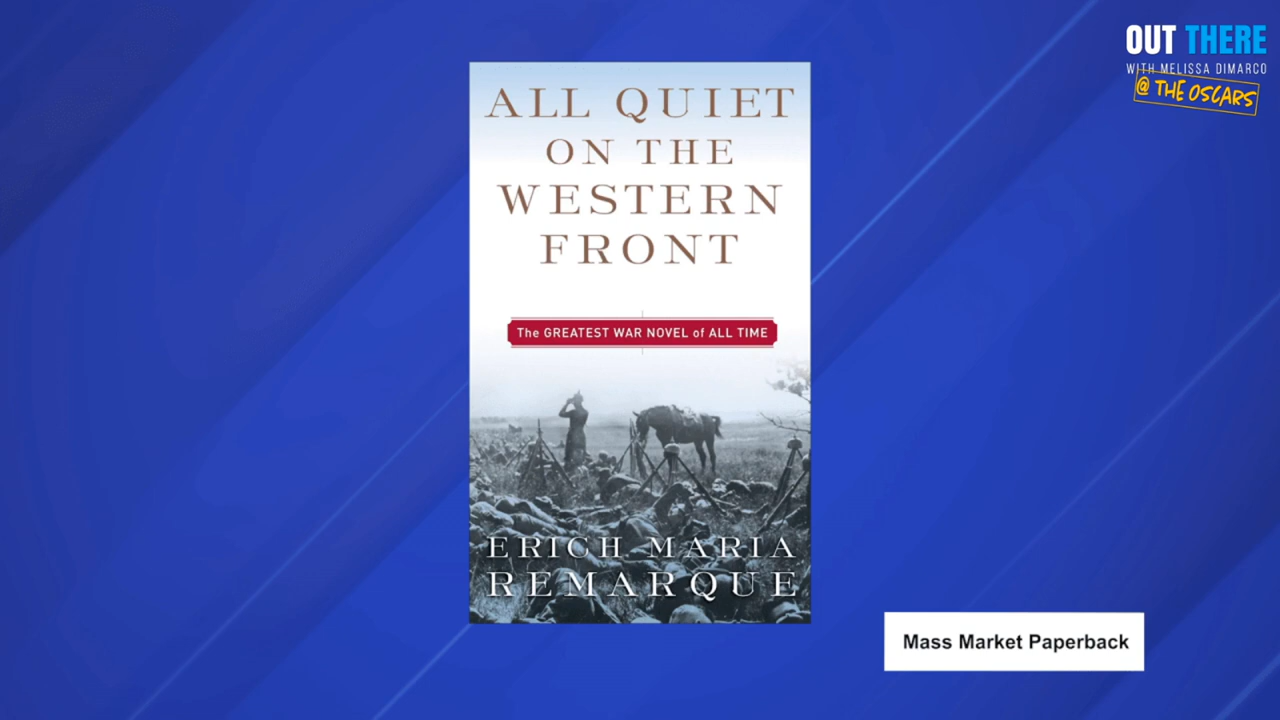 OUT THERE
WITH MELISSA DIMARCO
@ THE OSCARS
ALL QUIET
ON THE
WESTERN
FRONT
The GREATEST WAR NOVEL of ALL TIME
ERICH MARIA
REMARQUE
Mass Market Paperback